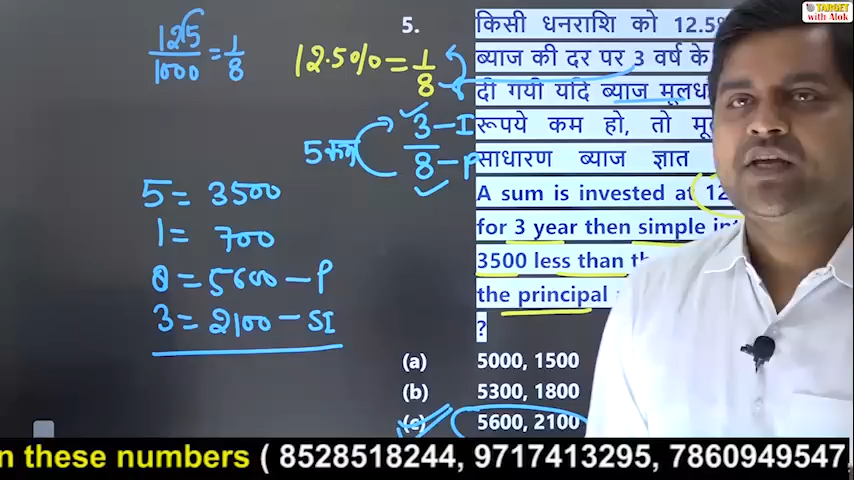 TARGET
with Alok
125/1000 = 1/8
12.5% = 1/8
3 – I
5 कम
8 – P
5 = 3500
1 = 700
8 = 5600 – P
3 = 2100 – SI
5. किसी धनराशि को 12.5%
ब्याज की दर पर 3 वर्ष के
दी गयी यदि ब्याज मूलध
रूपये कम हो, तो मू
साधारण ब्याज ज्ञात
A sum is invested at 12
for 3 year then simple int
3500 less than th
the principal
?
(a) 5000, 1500
(b) 5300, 1800
(c) 5600, 2100
n these numbers ( 8528518244, 9717413295, 7860949547,